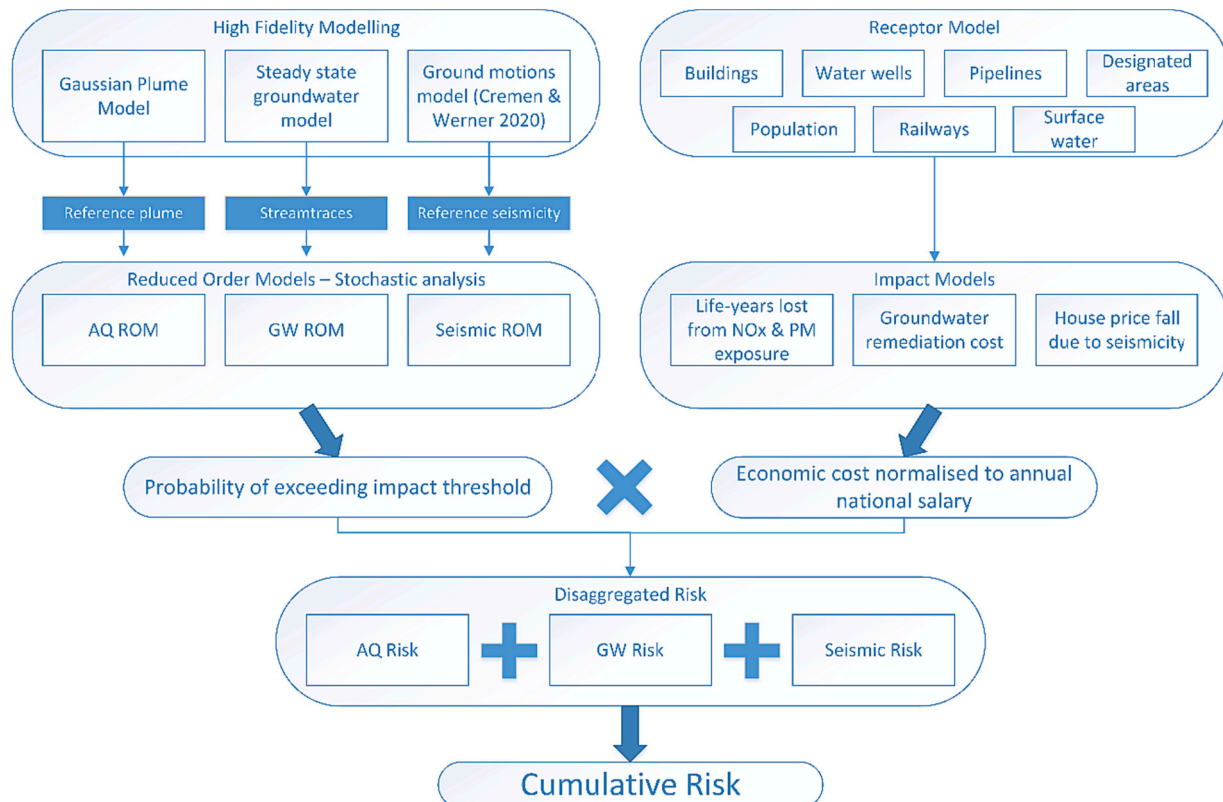 High Fidelity Modelling
Gaussian Plume
Model
Steady state
groundwater
model
Ground motions
model (Cremen &
Werner 2020)
Receptor Model
Buildings
Water wells
Pipelines
Designated
areas
Population
Railways
Surface
water
Reference plume
Streamtraces
Reference seismicity
Reduced Order Models – Stochastic analysis
AQ ROM
GW ROM
Seismic ROM
Impact Models
Life-years lost
from NOx & PM
exposure
Groundwater
remediation cost
House price fall
due to seismicity
Probability of exceeding impact threshold
Economic cost normalised to annual
national salary
Disaggregated Risk
AQ Risk
GW Risk
Seismic Risk
Cumulative Risk